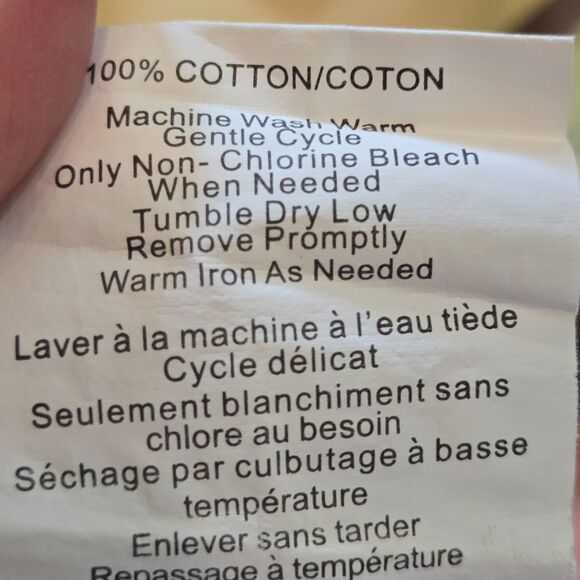 100% COTTON/COTON
Machine Wash Warm
Gentle Cycle
Only Non- Chlorine Bleach
When Needed
Tumble Dry Low
Remove Promptly
Warm Iron As Needed
Laver à la machine à l'eau tiède
Cycle délicat
Seulement blanchiment sans
chlore au besoin
Séchage par culbutage à basse
température
Enlever sans tarder
Repassage à température